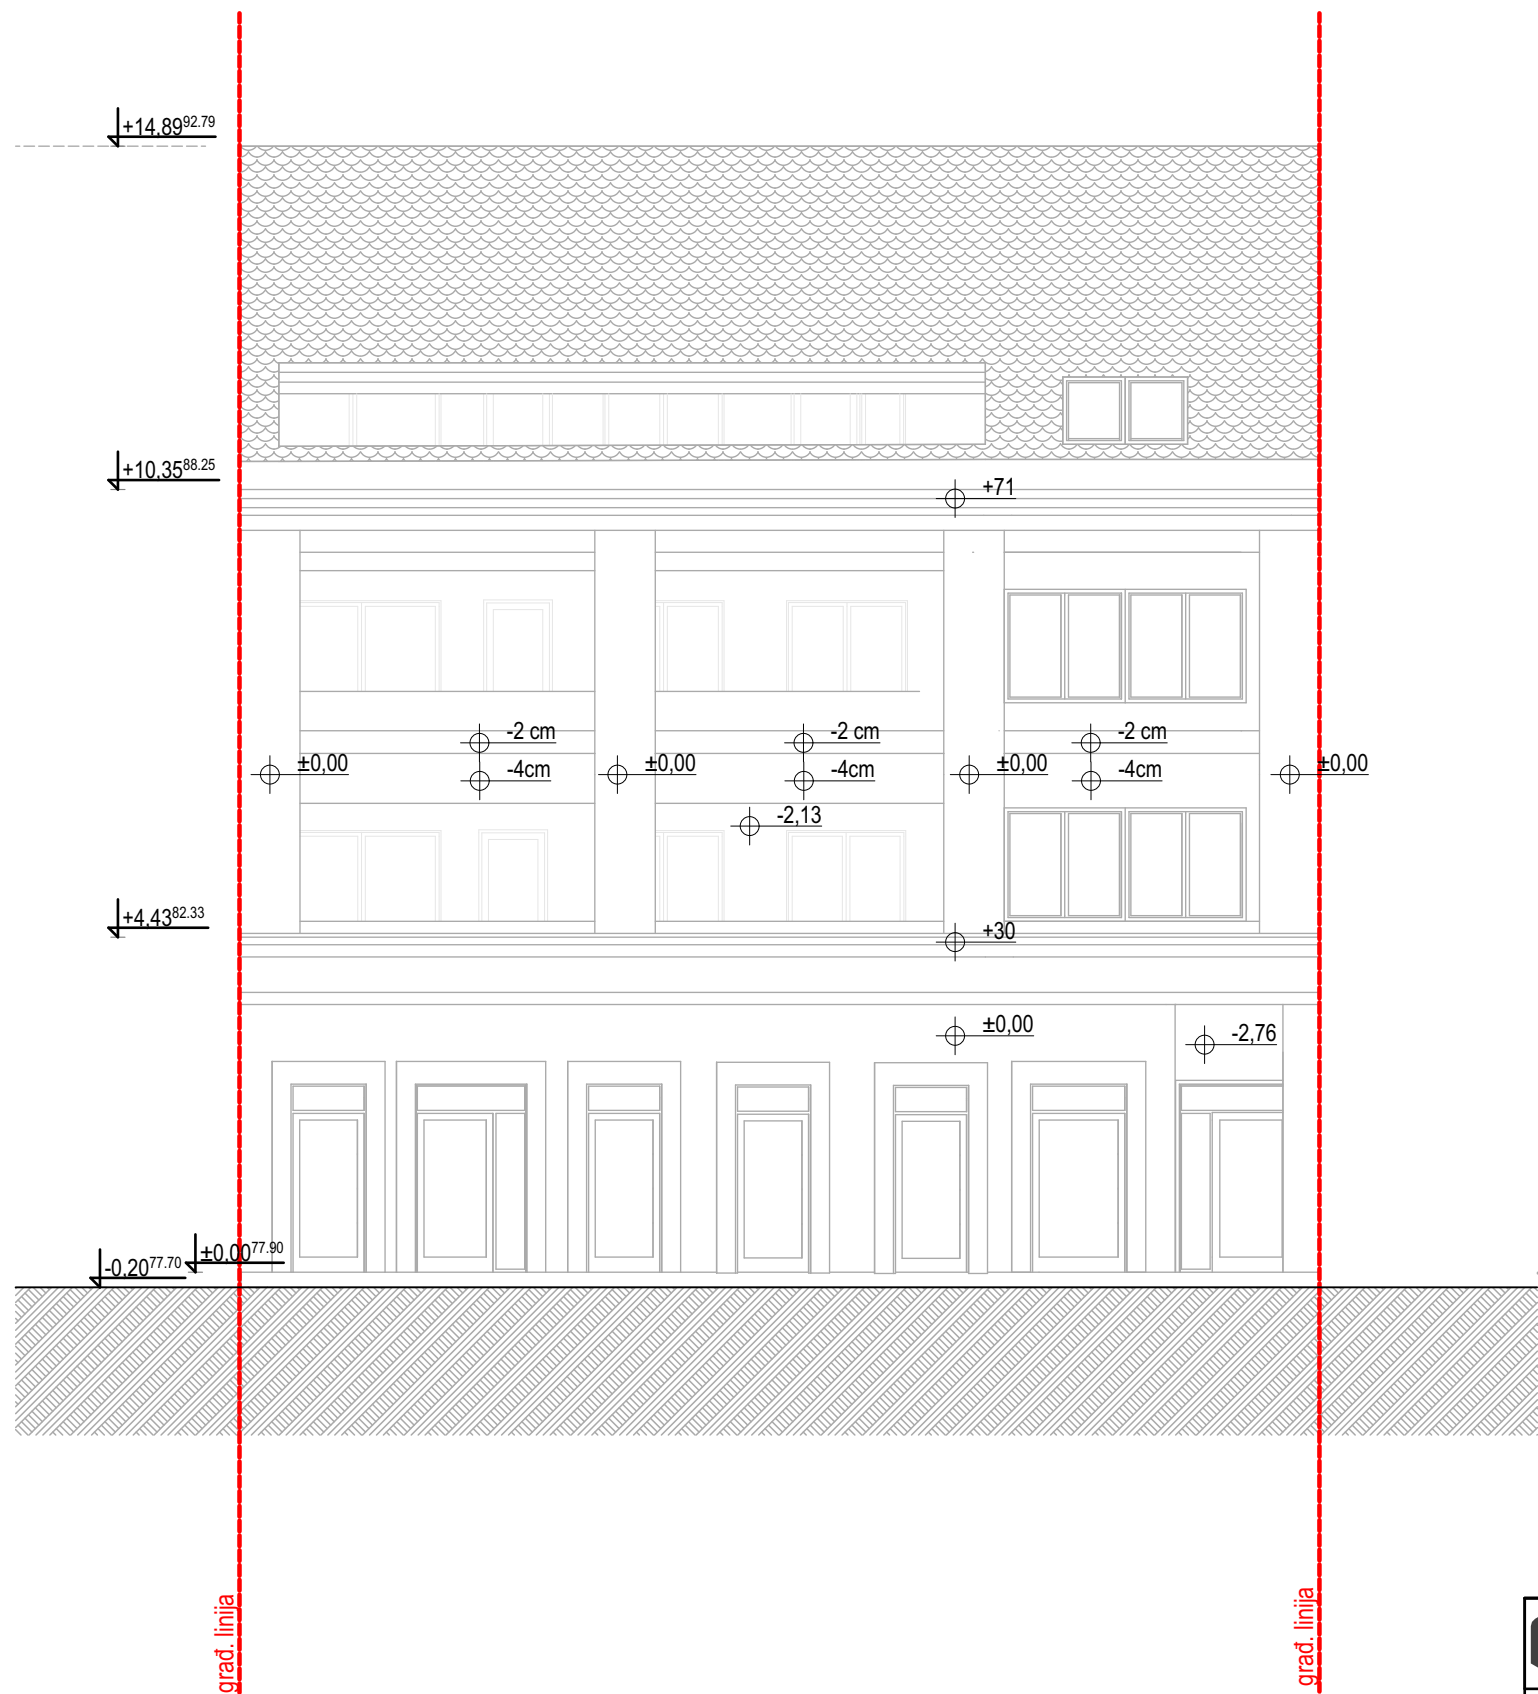 +14.89 92.79
+10.35 88.25
+71
-2 cm
-2 cm
-2 cm
±0,00
-4cm
±0,00
-4cm
±0,00
-4cm
±0,00
-2,13
+4.43 82.33
+30
±0,00
-2,76
±0.00 77.90
-0.20 77.70
građ. linija
građ. linija